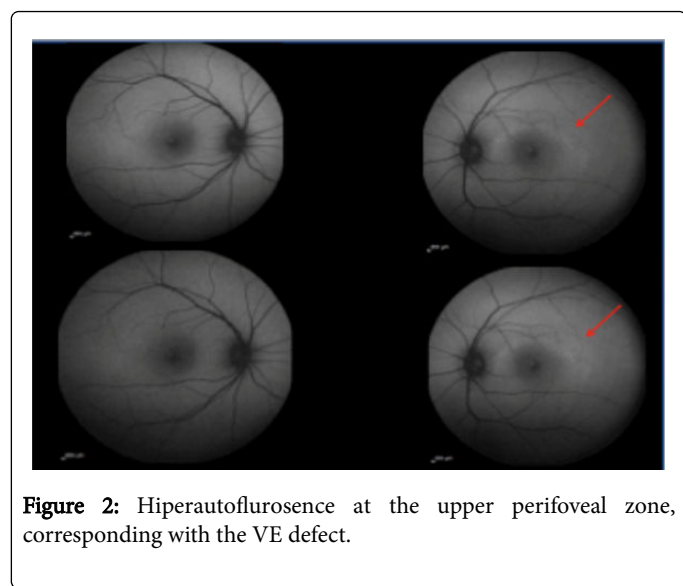 Figure 2: Hiperautoflurosence at the upper perifoveal zone,
corresponding with the VE defect.